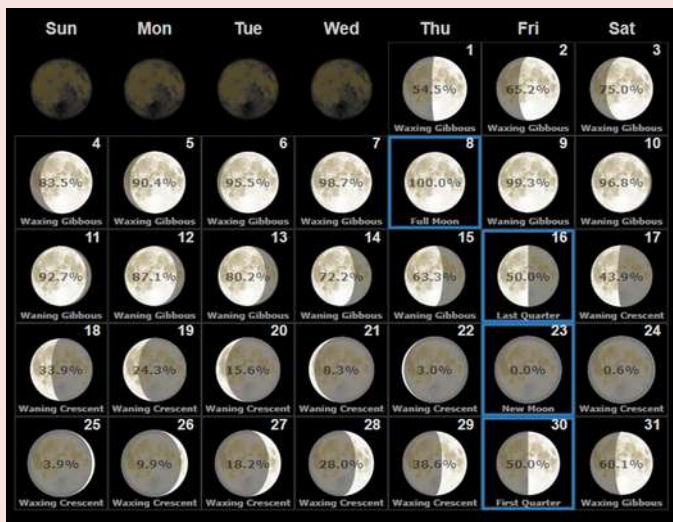 Sun Mon Tue Wed Thu Fri Sat
1 2 3
54.5% 65.2% 75.0%
Waxing Gibbous Waxing Gibbous Waxing Gibbous
4 5 6 7 8 9 10
83.5% 90.4% 95.5% 98.7% 100.0% 99.3% 96.8%
Waxing Gibbous Waxing Gibbous Waxing Gibbous Waxing Gibbous Full Moon Waning Gibbous Waning Gibbous
11 12 13 14 15 16 17
92.7% 87.1% 80.2% 72.2% 63.3% 50.0% 43.9%
Waning Gibbous Waning Gibbous Waning Gibbous Waning Gibbous Waning Gibbous Last Quarter Waning Crescent
18 19 20 21 22 23 24
33.9% 24.3% 15.6% 8.3% 3.0% 0.0% 0.6%
Waning Crescent Waning Crescent Waning Crescent Waning Crescent Waning Crescent New Moon Waxing Crescent
25 26 27 28 29 30 31
3.9% 9.9% 18.2% 28.0% 38.6% 50.0% 60.1%
Waxing Crescent Waxing Crescent Waxing Crescent Waxing Crescent Waxing Crescent First Quarter Waxing Gibbous